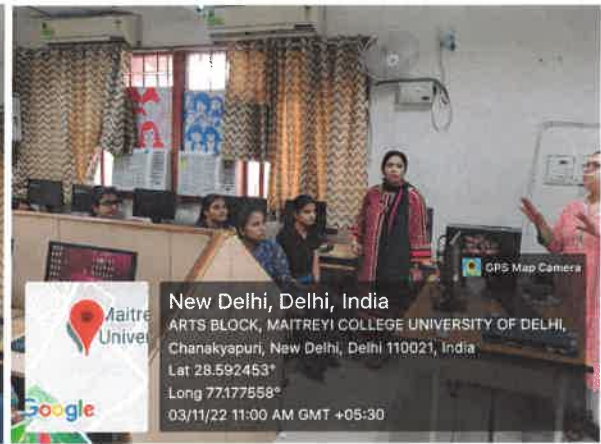 GPS Map Camera
Maitre
Univer
Google
New Delhi, Delhi, India
ARTS BLOCK, MAITREYI COLLEGE UNIVERSITY OF DELHI,
Chanakyapuri, New Delhi, Delhi 110021, India
Lat 28.592453°
Long 77.177558°
03/11/22 11:00 AM GMT +05:30